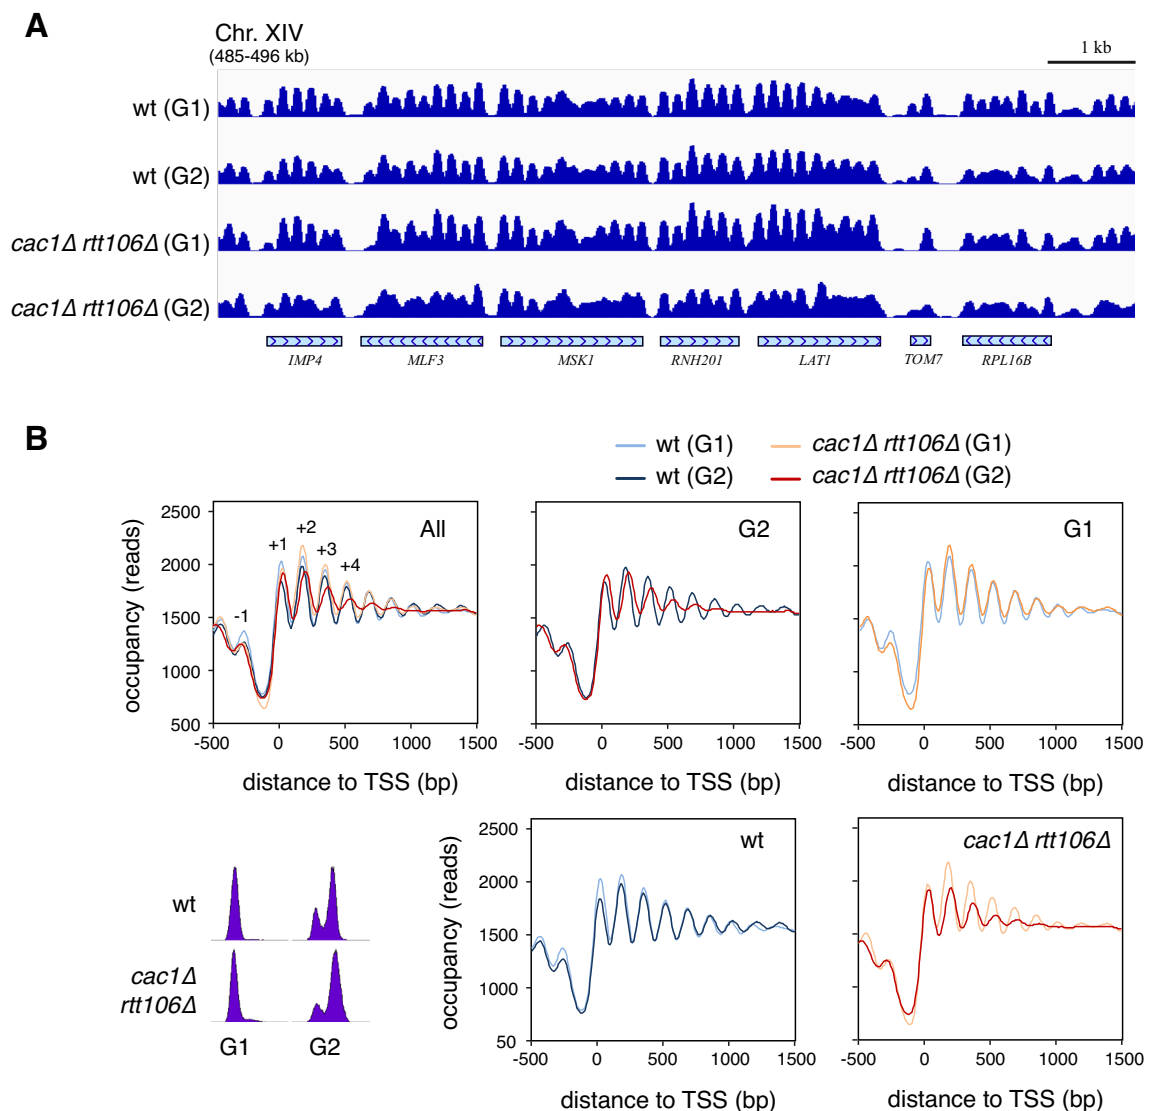 A
Chr. XIV
(485-496 kb)
1 kb
wt (G1)
wt (G2)
cac1Δ rtt106Δ (G1)
cac1Δ rtt106Δ (G2)
IMP4 MLF3 MSK1 RNH201 LAT1 TOM7 RPL16B
B
wt (G1) cac1Δ rtt106Δ (G1)
wt (G2) cac1Δ rtt106Δ (G2)
occupancy (reads)
2500
2000
1500
1000
500
All
+1
+2
+3
+4
-1
-500 0 500 1000 1500
distance to TSS (bp)
G2
-500 0 500 1000 1500
distance to TSS (bp)
G1
-500 0 500 1000 1500
distance to TSS (bp)
wt
cac1Δ
rtt106Δ
G1 G2
occupancy (reads)
2500
2000
1500
1000
50
wt
-500 0 500 1000 1500
distance to TSS (bp)
cac1Δ rtt106Δ
-500 0 500 1000 1500
distance to TSS (bp)